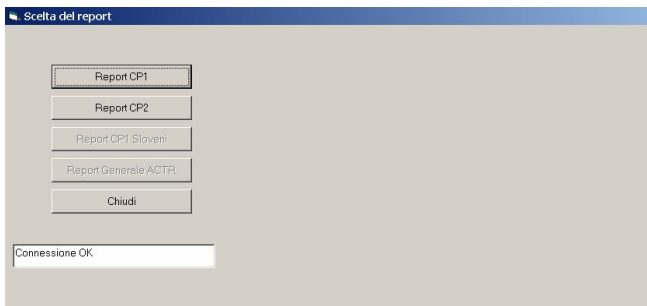 Scelta del report
Report CP1
Report CP2
Report CP1 Sloveni
Report Generale ACTR
Chiudi
Connessione OK